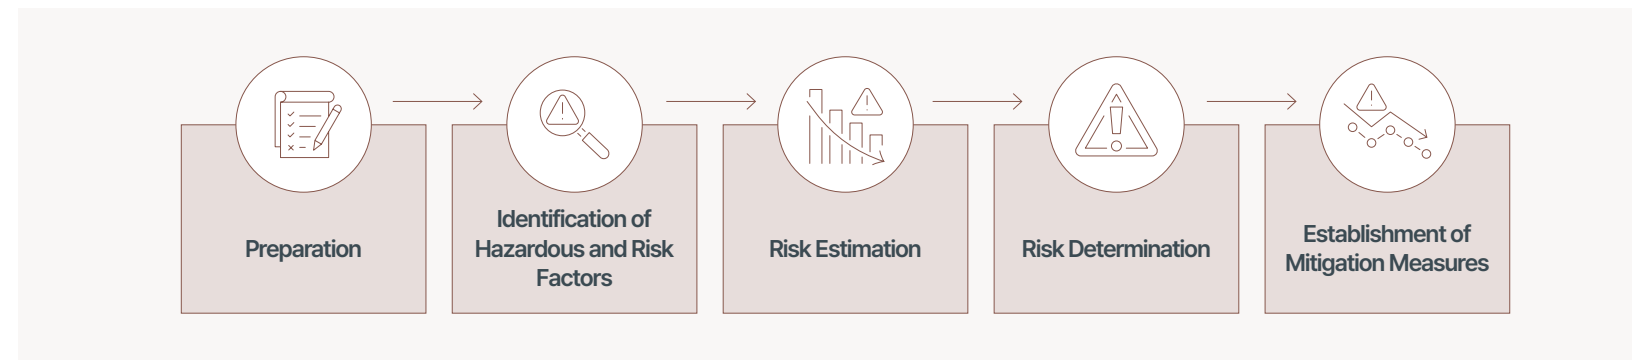 Preparation
Identification of
Hazardous and Risk
Factors
Risk Estimation
Risk Determination
Establishment of
Mitigation Measures